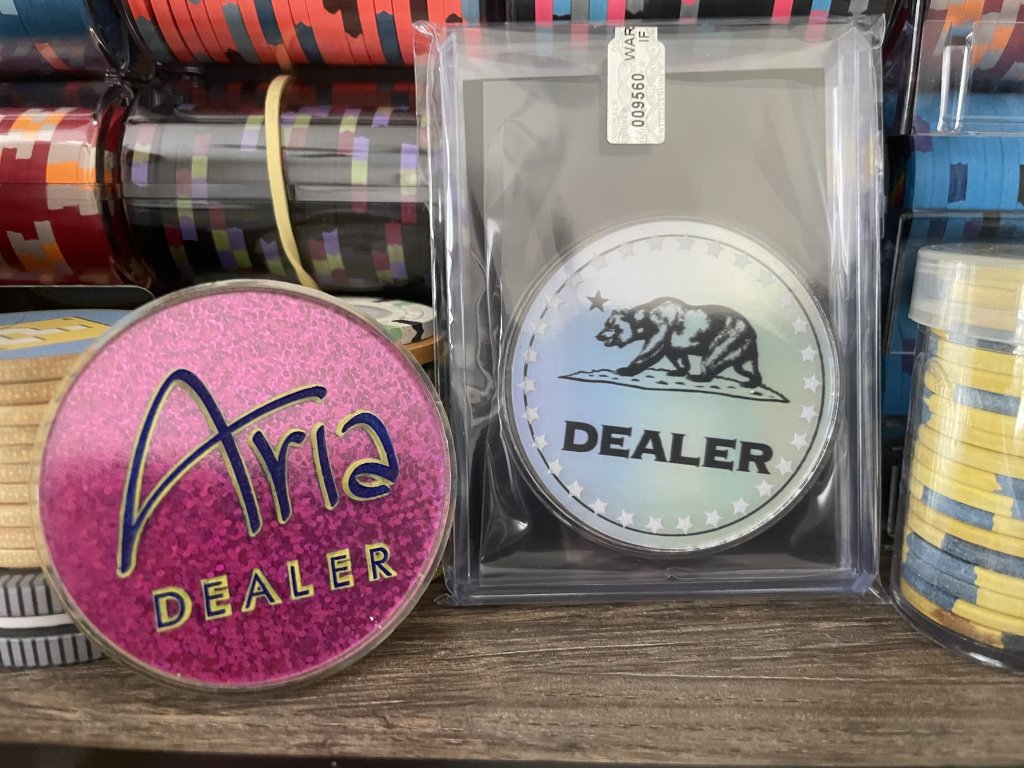 Aria
DEALER
009560
WAR
IF
DEALER